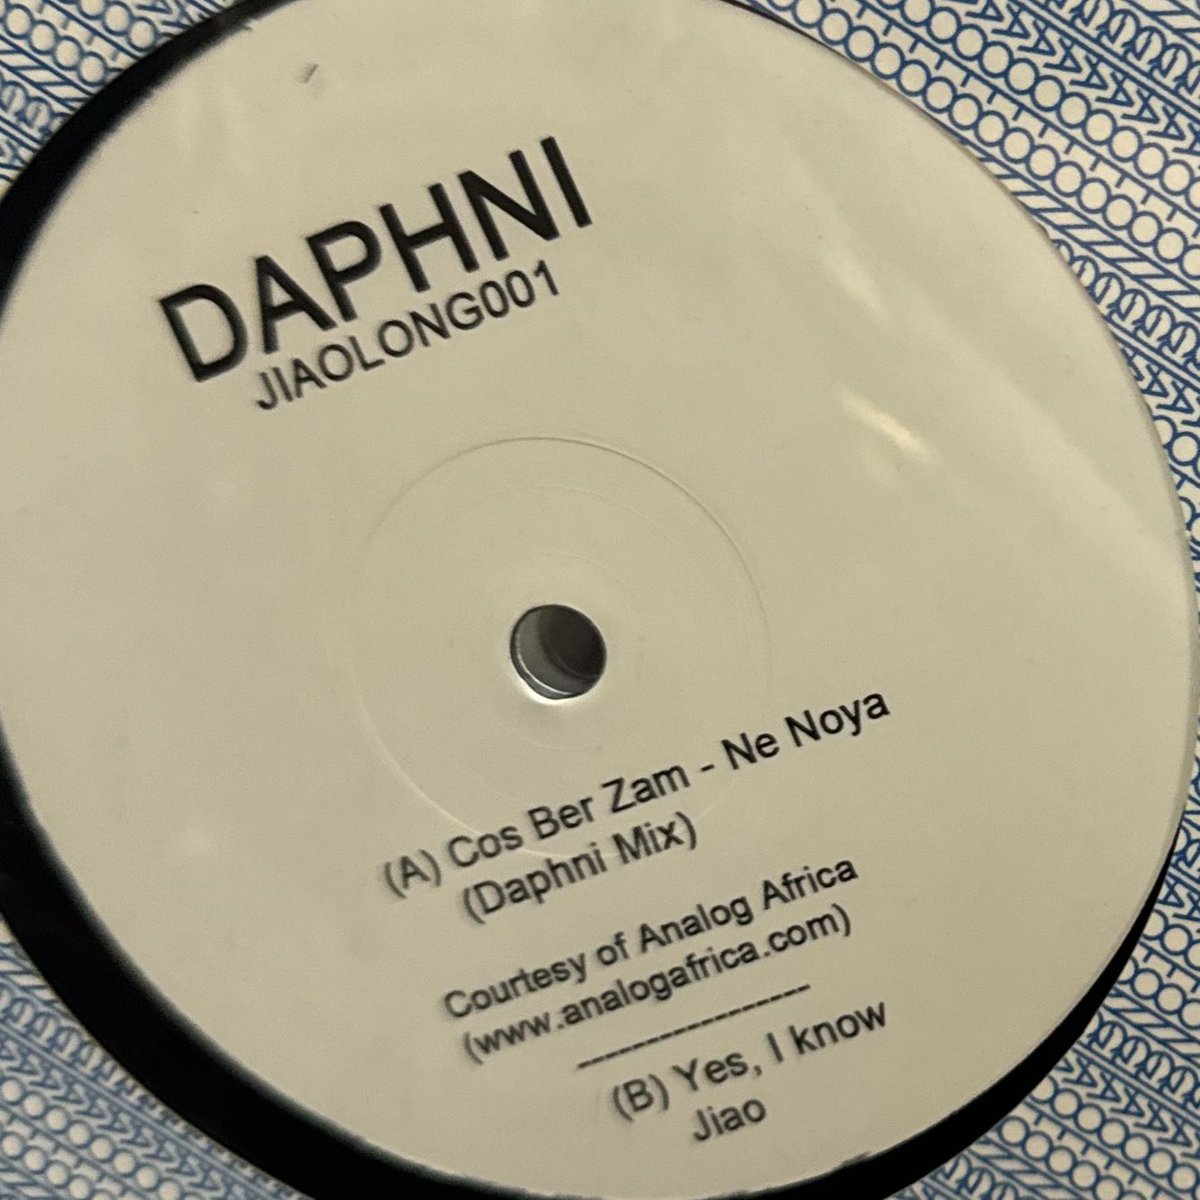 DAPHNI
JIAOLONG001
(A) Cos Ber Zam - Ne Noya
(Daphni Mix)
Courtesy of Analog Africa
(www.analogafrica.com)
-----------------
(B) Yes, I know
Jiao